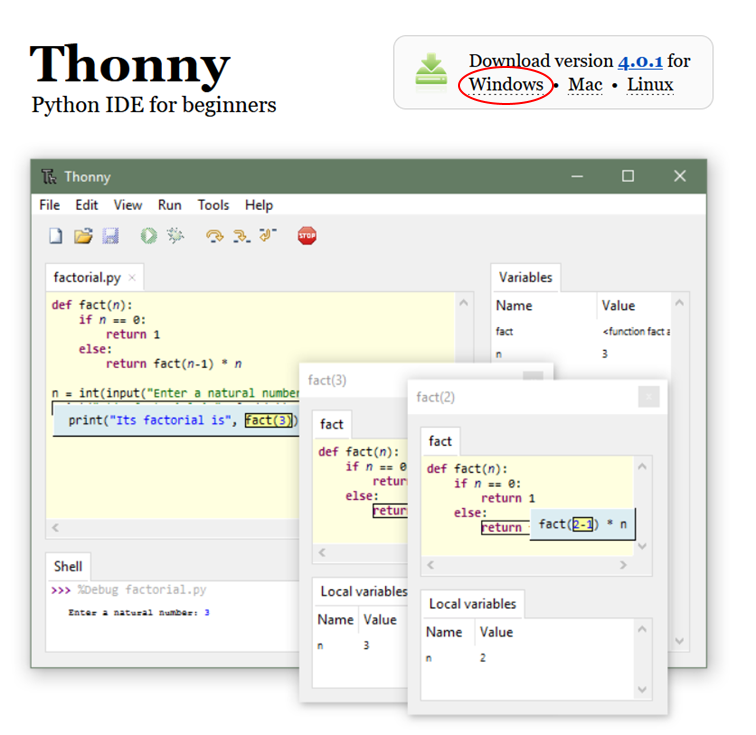 Thonny
Python IDE for beginners
Download version 4.0.1 for
Windows • Mac • Linux
Thonny
File Edit View Run Tools Help
STOP
factorial.py ×
def fact(n):
    if n == 0:
        return 1
    else:
        return fact(n-1) * n
n = int(input("Enter a natural number
print("Its factorial is", fact(3))
Shell
>>> %Debug factorial.py
Enter a natural number: 3
Variables
Name Value
fact <function fact a
n 3
fact(3)
fact
def fact(n):
    if n == 0
        retur
    else:
        retur
Local variables
Name Value
n 3
fact(2)
fact
def fact(n):
    if n == 0:
        return 1
    else:
        return
fact(2-1) * n
Local variables
Name Value
n 2